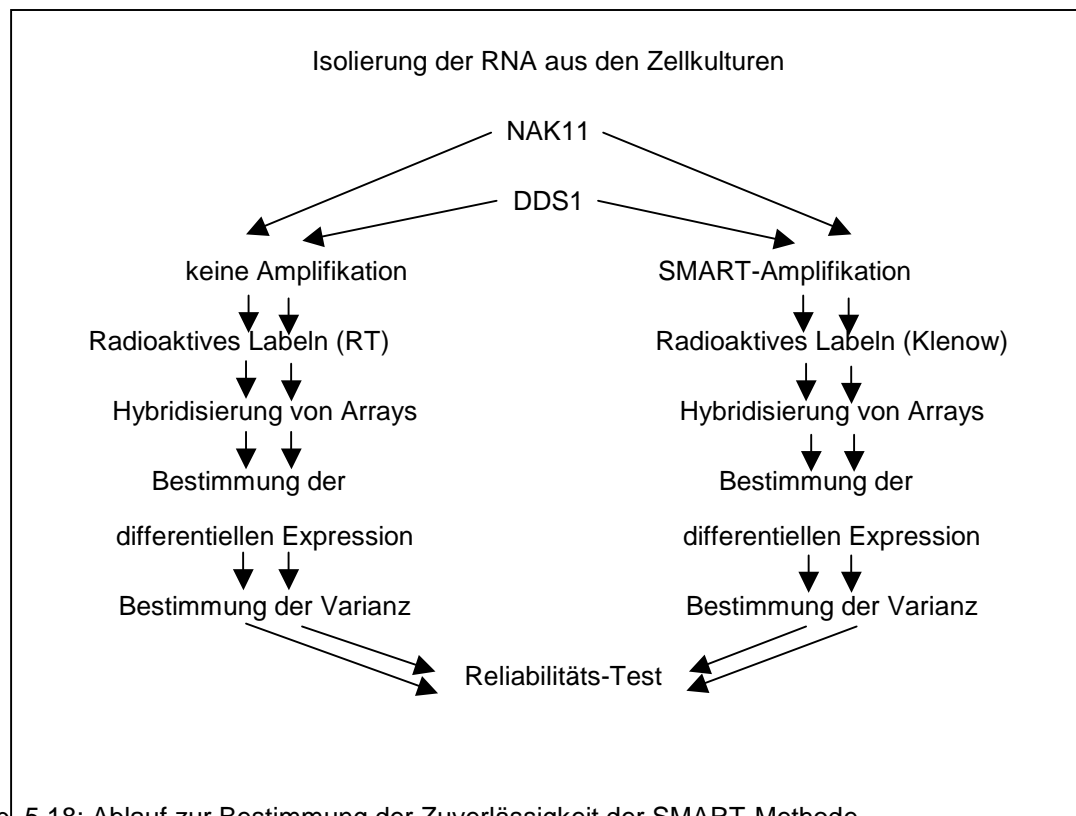 Isolierung der RNA aus den Zellkulturen
NAK11
DDS1
keine Amplifikation
SMART-Amplifikation
Radioaktives Labeln (RT)
Radioaktives Labeln (Klenow)
Hybridisierung von Arrays
Hybridisierung von Arrays
Bestimmung der
Bestimmung der
differentiellen Expression
differentiellen Expression
Bestimmung der Varianz
Bestimmung der Varianz
Reliabilitäts-Test
5.18: Ablauf zur Bestimmung der Zuverlässigkeit der SMART-Methode